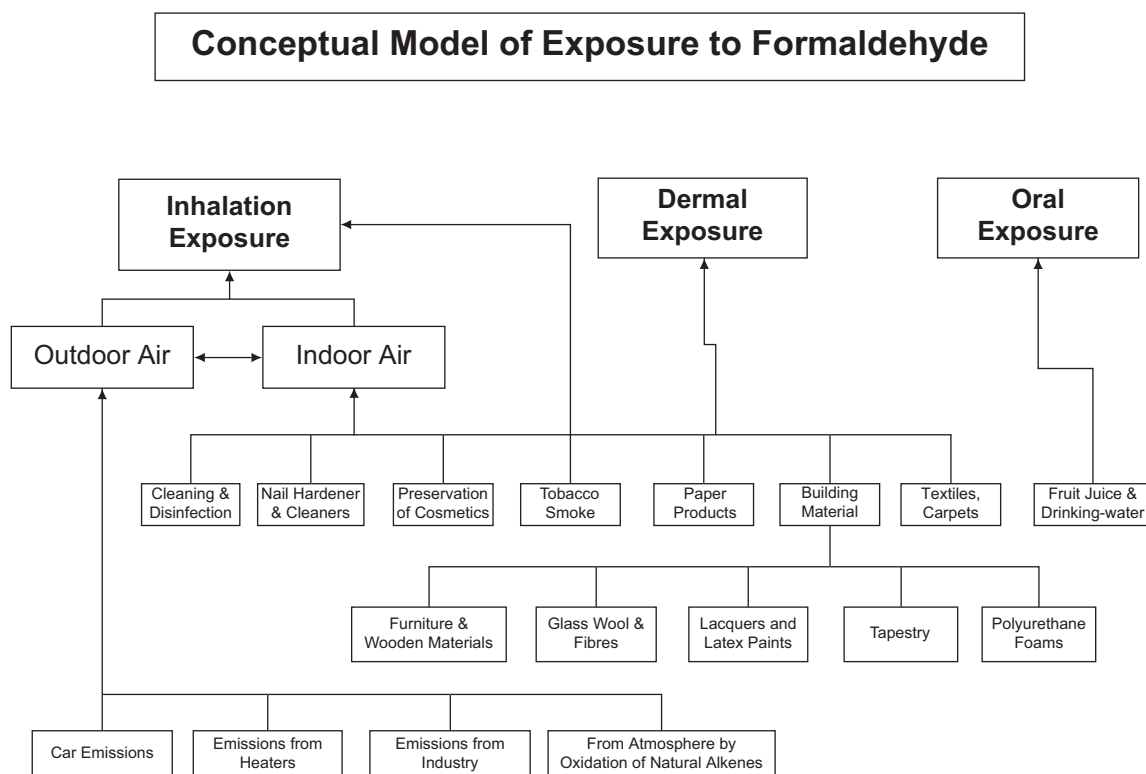 Conceptual Model of Exposure to Formaldehyde
Inhalation
Exposure
Dermal
Exposure
Oral
Exposure
Outdoor Air
Indoor Air
Cleaning &
Disinfection
Nail Hardener
& Cleaners
Preservation
of Cosmetics
Tobacco
Smoke
Paper
Products
Building
Material
Textiles,
Carpets
Fruit Juice &
Drinking-water
Furniture &
Wooden Materials
Glass Wool &
Fibres
Lacquers and
Latex Paints
Tapestry
Polyurethane
Foams
Car Emissions
Emissions from
Heaters
Emissions from
Industry
From Atmosphere by
Oxidation of Natural Alkenes